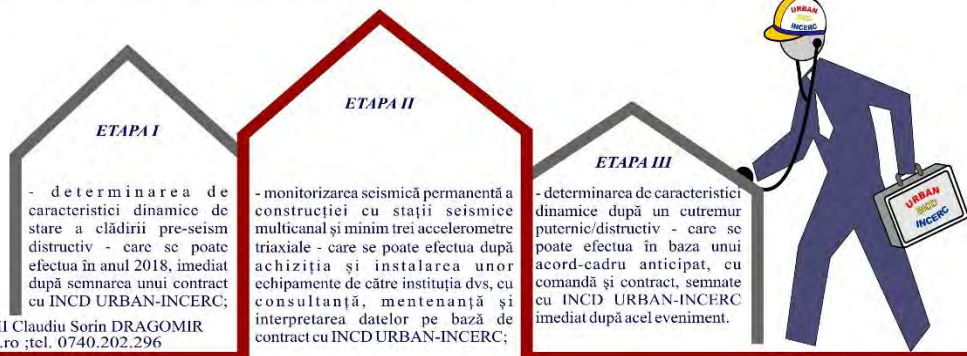 URBAN
INCD
INCERC
ETAPA I
- determinarea de
caracteristici dinamice de
stare a clădirii pre-seism
distructiv - care se poate
efectua în anul 2018, imediat
după semnarea unui contract
cu INCD URBAN-INCERC;
II Claudiu Sorin DRAGOMIR
.ro ;tel. 0740.202.296
ETAPA II
- monitorizarea seismică permanentă a
construcției cu stații seismice
multicanal și minim trei accelerometre
triaxiale - care se poate efectua după
achiziția și instalarea unor
echipamente de către instituția dvs, cu
consultanță, mentenanță și
interpretarea datelor pe bază de
contract cu INCD URBAN-INCERC;
ETAPA III
- determinarea de caracteristici
dinamice după un cutremur
puternic/distructiv - care se
poate efectua în baza unui
acord-cadru anticipat, cu
comandă și contract, semnate
cu INCD URBAN-INCERC
imediat după acel eveniment.
URBAN
INCD
INCERC